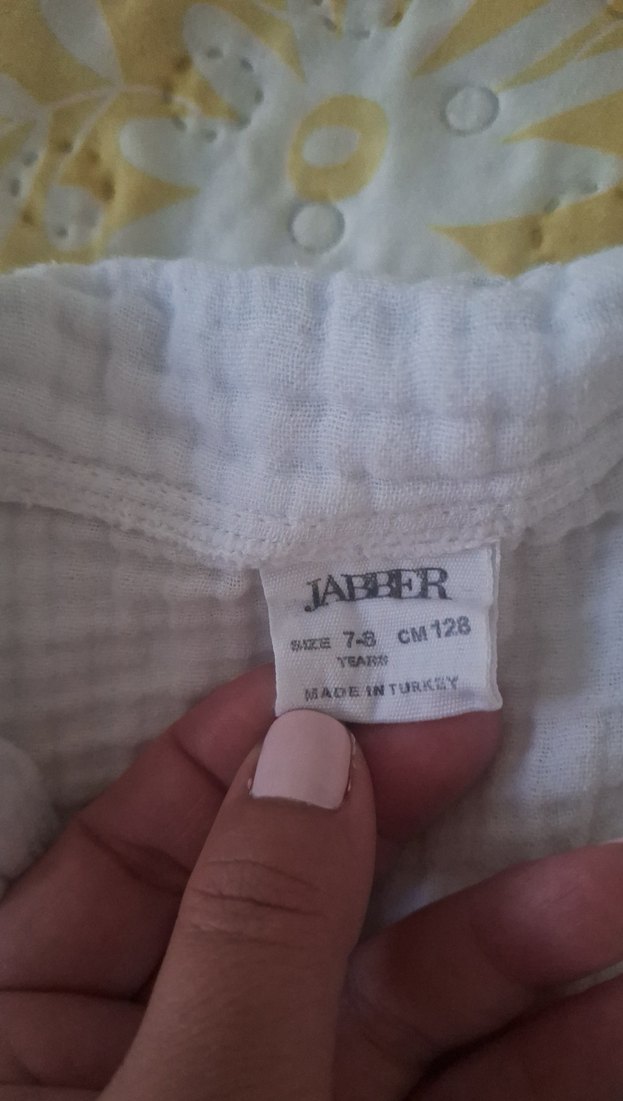 JABBER
SIZE 7-8 CM 128
YEARS
MADE IN TURKEY